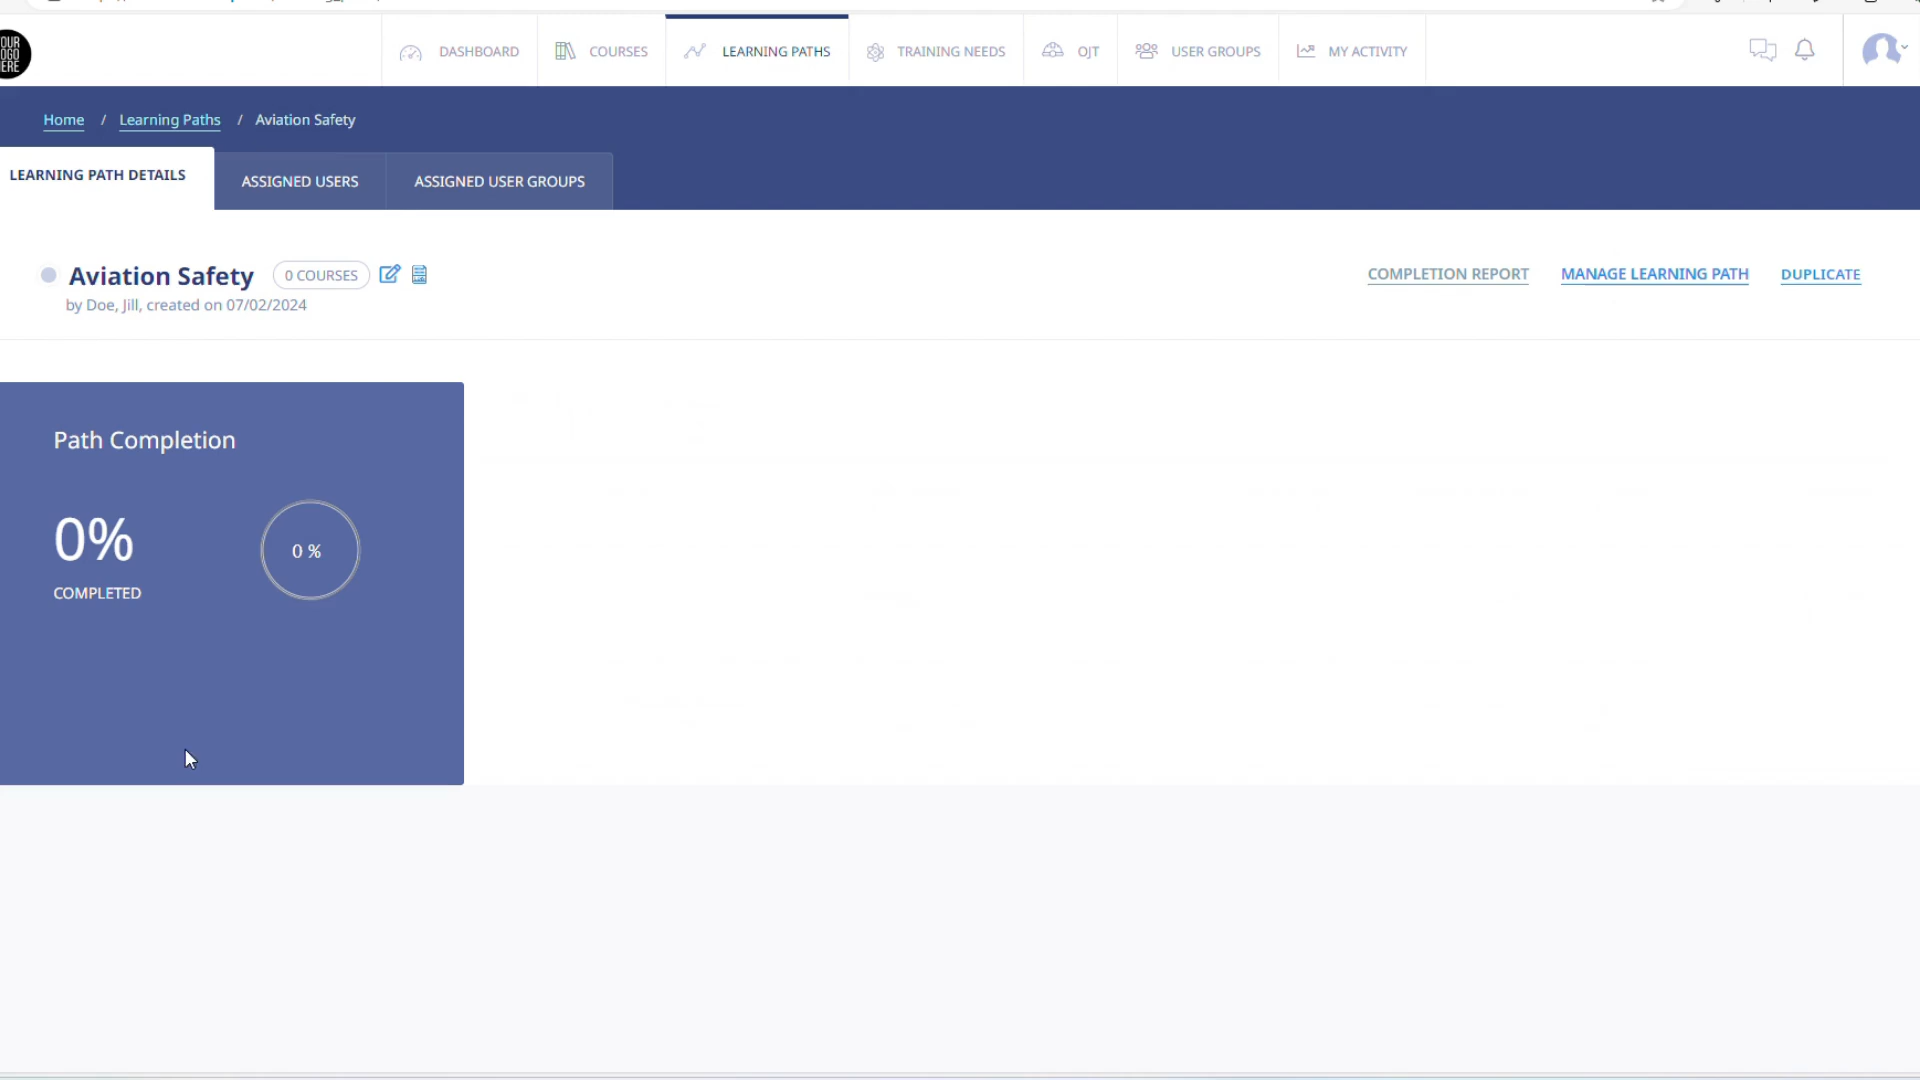 DASHBOARD COURSES LEARNING PATHS TRAINING NEEDS OJT USER GROUPS MY ACTIVITY
Home / Learning Paths / Aviation Safety
LEARNING PATH DETAILS ASSIGNED USERS ASSIGNED USER GROUPS
Aviation Safety 0 COURSES COMPLETION REPORT MANAGE LEARNING PATH DUPLICATE
by Doe, Jill, created on 07/02/2024
Path Completion
0% 0 %
COMPLETED